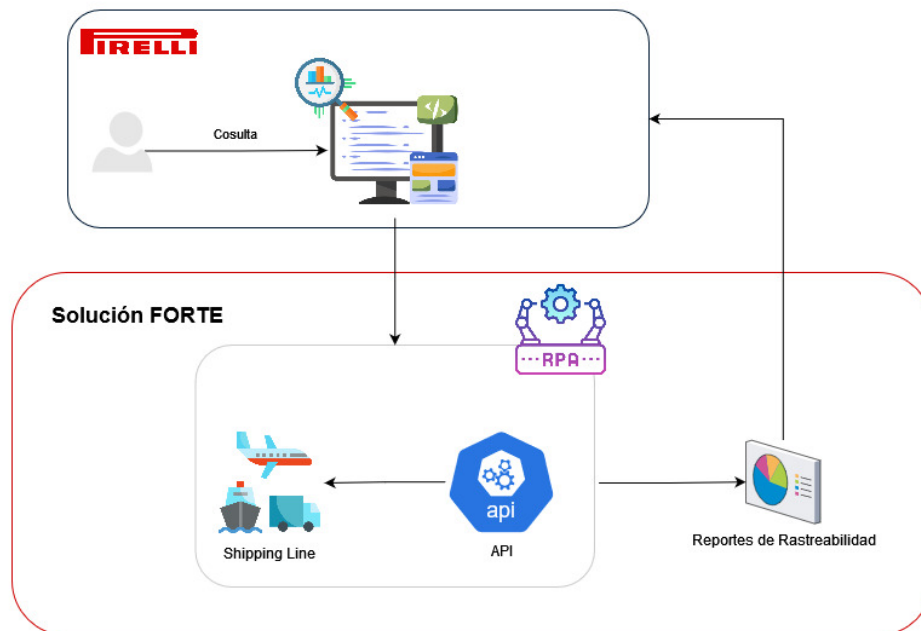 PIRELLI
Cosulta
</>
Solución FORTE
RPA
api
Shipping Line
API
Reportes de Rastreabilidad